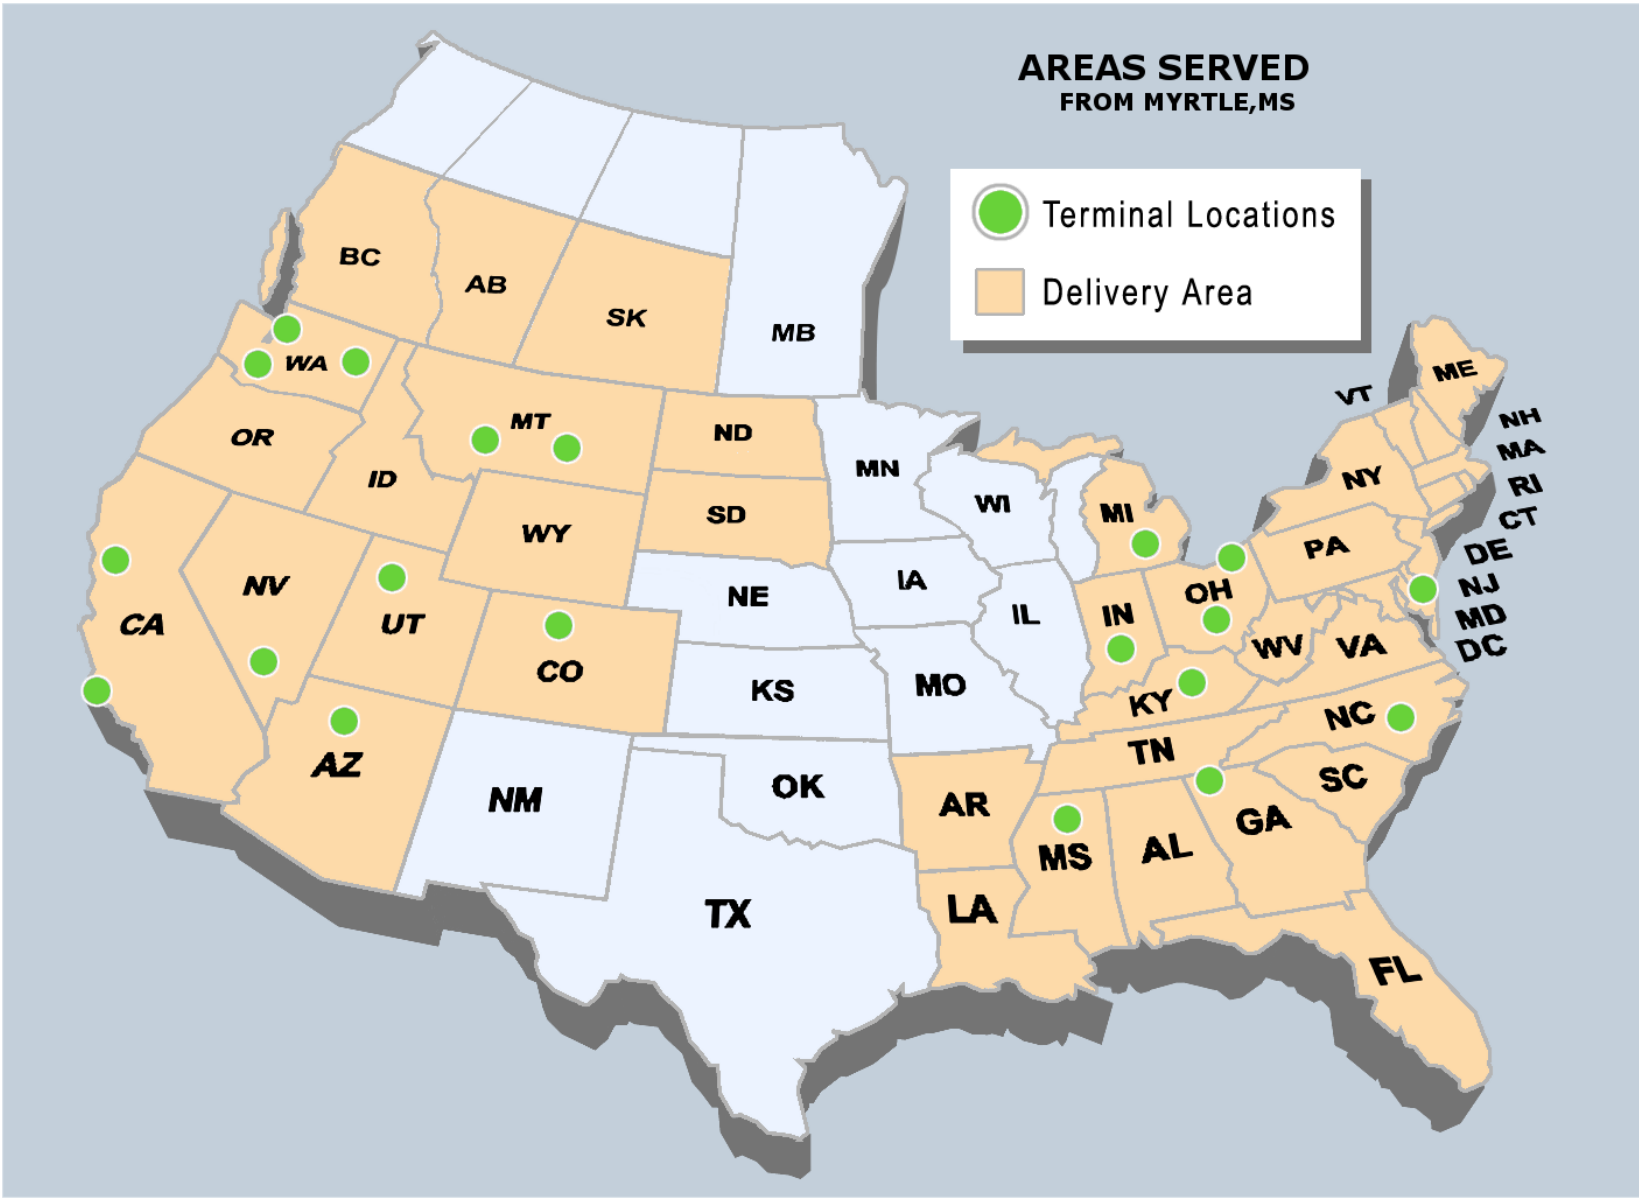 AREAS SERVED
FROM MYRTLE,MS
Terminal Locations
Delivery Area
BC
AB
SK
MB
WA
OR
ID
MT
ND
MN
SD
WI
MI
WY
NE
IA
IL
IN
OH
PA
NY
VT
ME
NH
MA
RI
CT
DE
NJ
MD
DC
CA
NV
UT
CO
KS
MO
KY
WV
VA
AZ
NM
OK
AR
TN
NC
SC
TX
LA
MS
AL
GA
FL